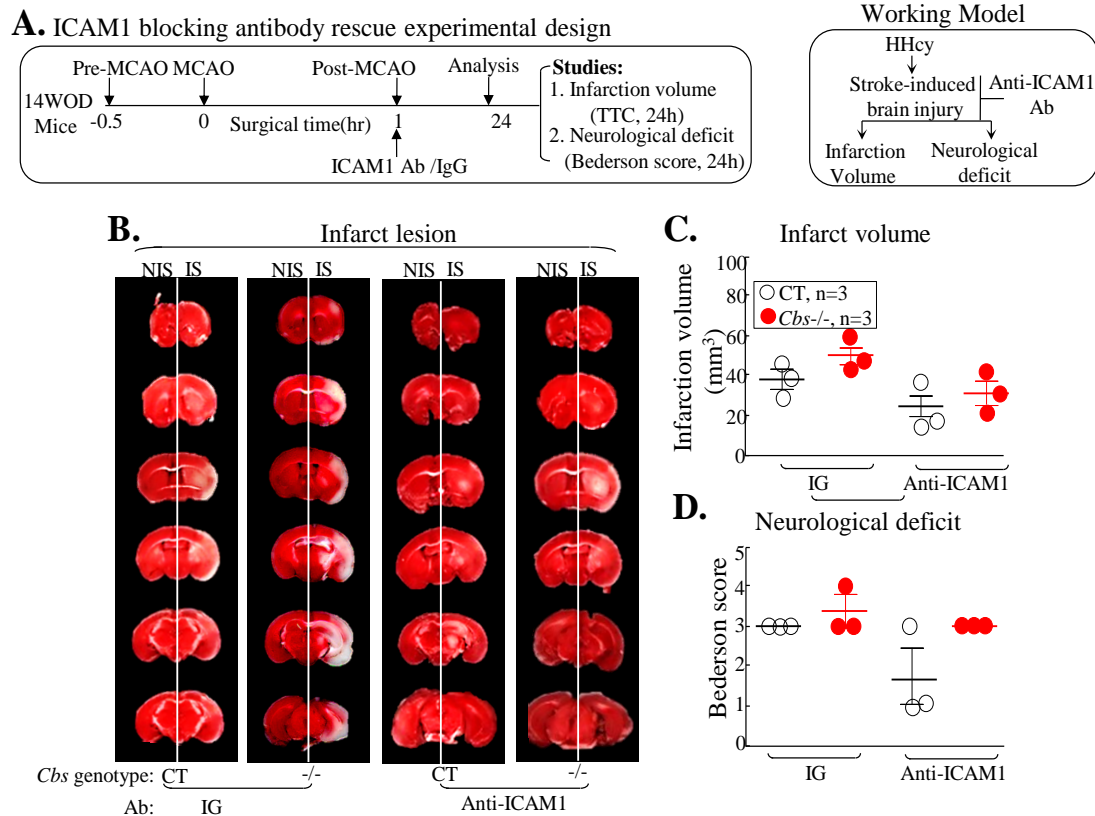 A. ICAM1 blocking antibody rescue experimental design
Pre-MCAO MCAO Post-MCAO Analysis
14WOD
Mice
-0.5 0 Surgical time(hr) 1 24
ICAM1 Ab /IgG
Studies:
1. Infarction volume
(TTC, 24h)
2. Neurological deficit
(Bederson score, 24h)
Working Model
HHcy
Stroke-induced
brain injury
Anti-ICAM1
Ab
Infarction
Volume
Neurological
deficit
B. Infarct lesion
NIS IS NIS IS NIS IS NIS IS
Cbs genotype: CT -/- CT -/-
Ab: IG Anti-ICAM1
C. Infarct volume
Infarction volume
(mm³)
100
80
60
40
20
0
CT, n=3
Cbs-/-, n=3
IG Anti-ICAM1
D. Neurological deficit
Bederson score
5
4
3
2
1
0
IG Anti-ICAM1